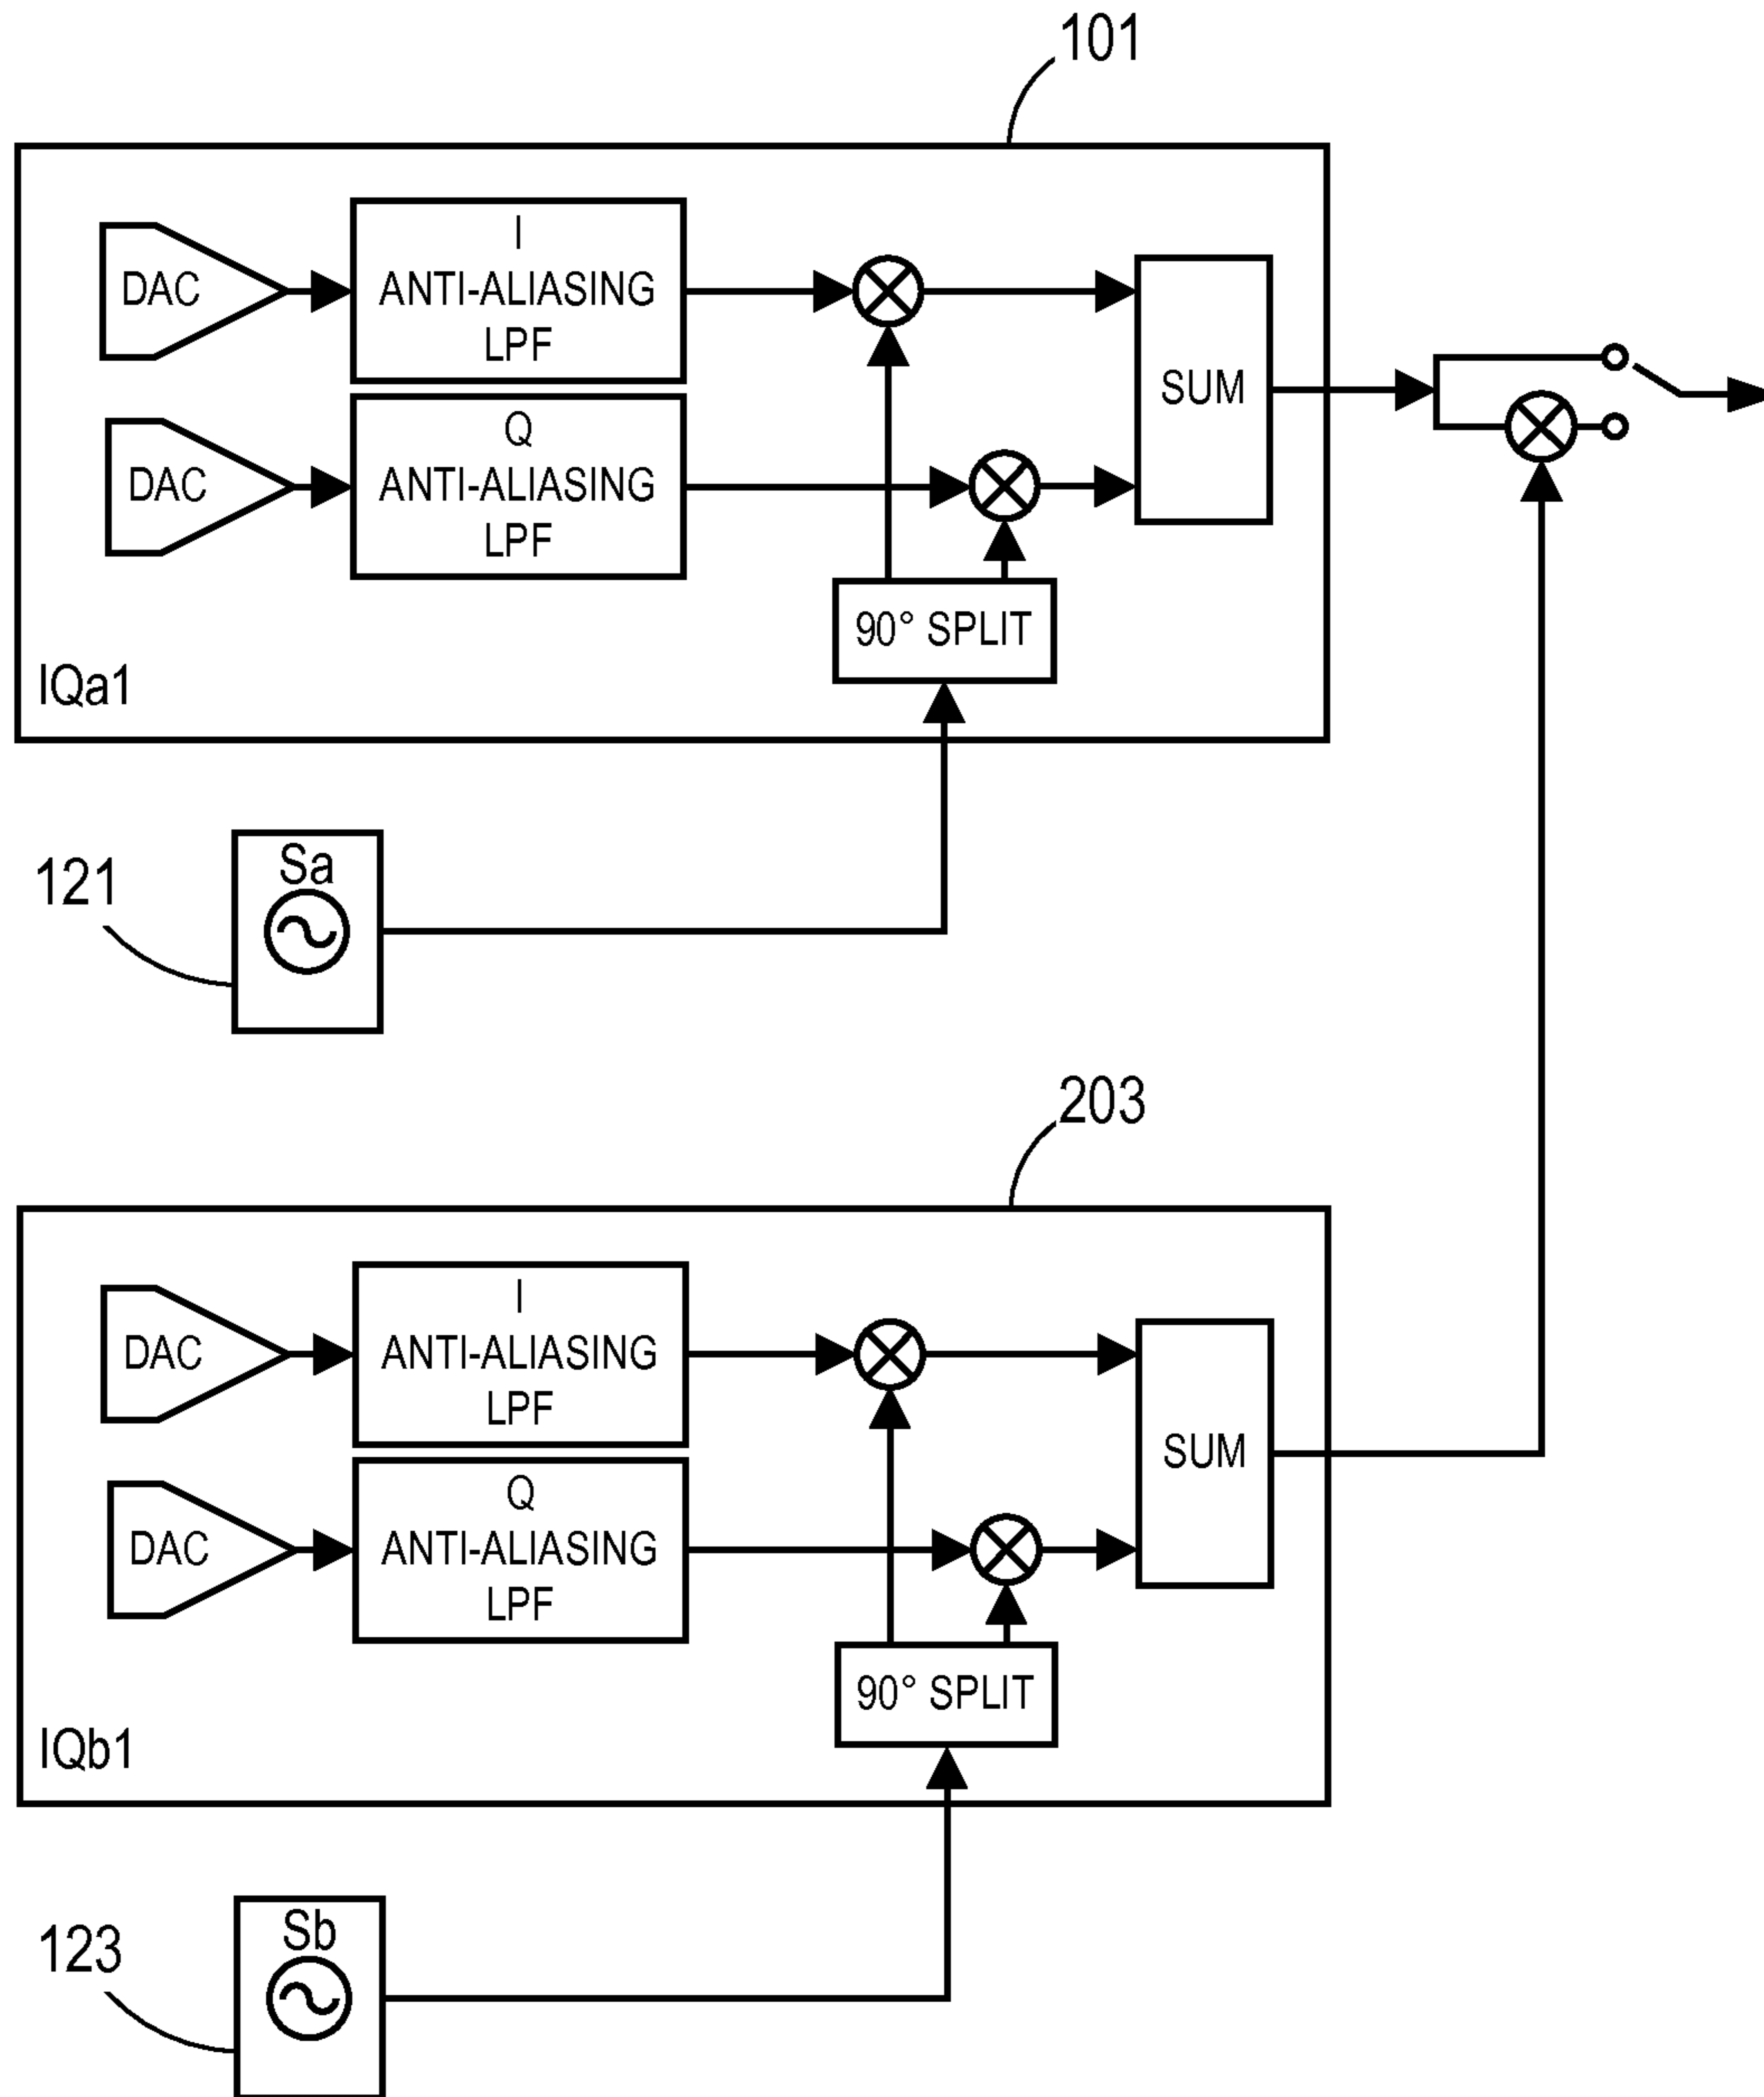 101
DAC
I
ANTI-ALIASING
LPF
DAC
Q
ANTI-ALIASING
LPF
SUM
90° SPLIT
IQa1
Sa
121
203
DAC
I
ANTI-ALIASING
LPF
DAC
Q
ANTI-ALIASING
LPF
SUM
90° SPLIT
IQb1
Sb
123